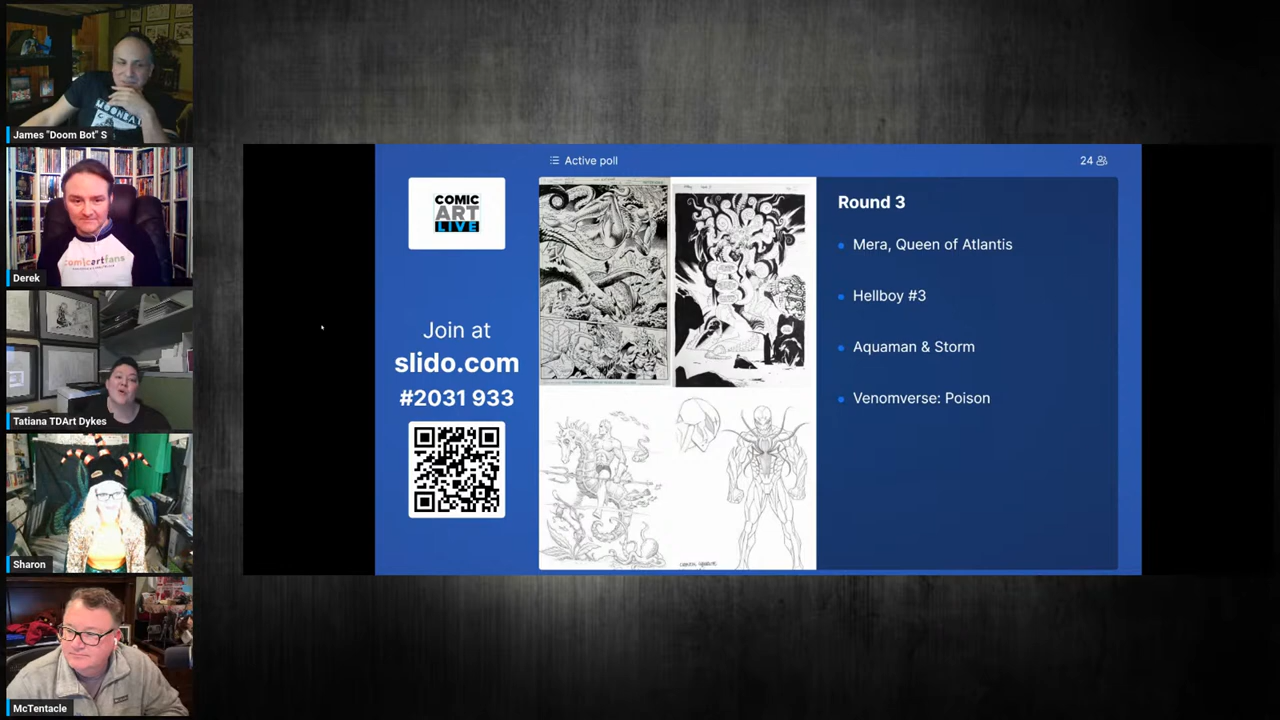 James "Doom Bot" S
comicartfans
Derek
Tatiana TDArt Dykes
Sharon
McTentacle
COMIC
ART
LIVE
Join at
slido.com
#2031 933
Active poll
24
Round 3
Mera, Queen of Atlantis
Hellboy #3
Aquaman & Storm
Venomverse: Poison